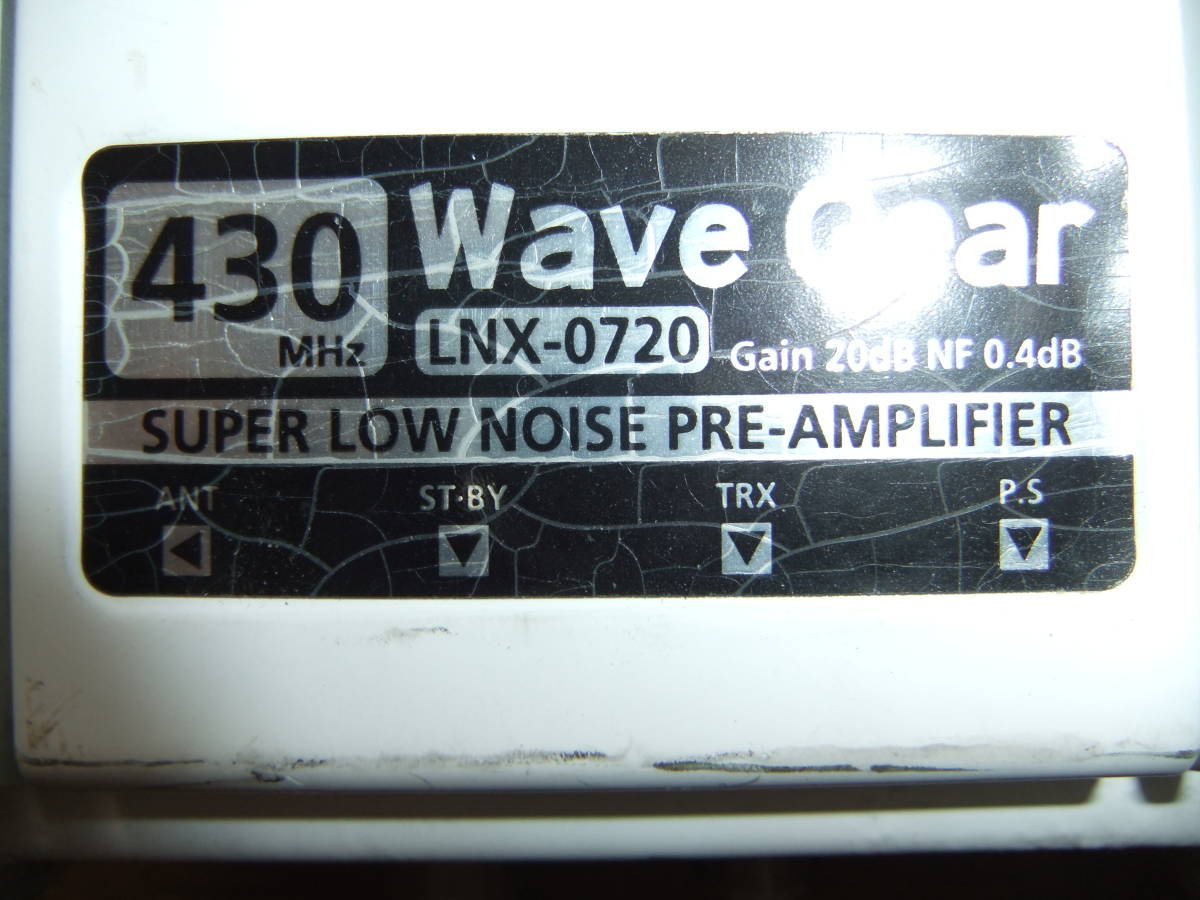 430
MHz
Wave Gear
LNX-0720
Gain 20dB NF 0.4dB
SUPER LOW NOISE PRE-AMPLIFIER
ANT ST·BY TRX P.S